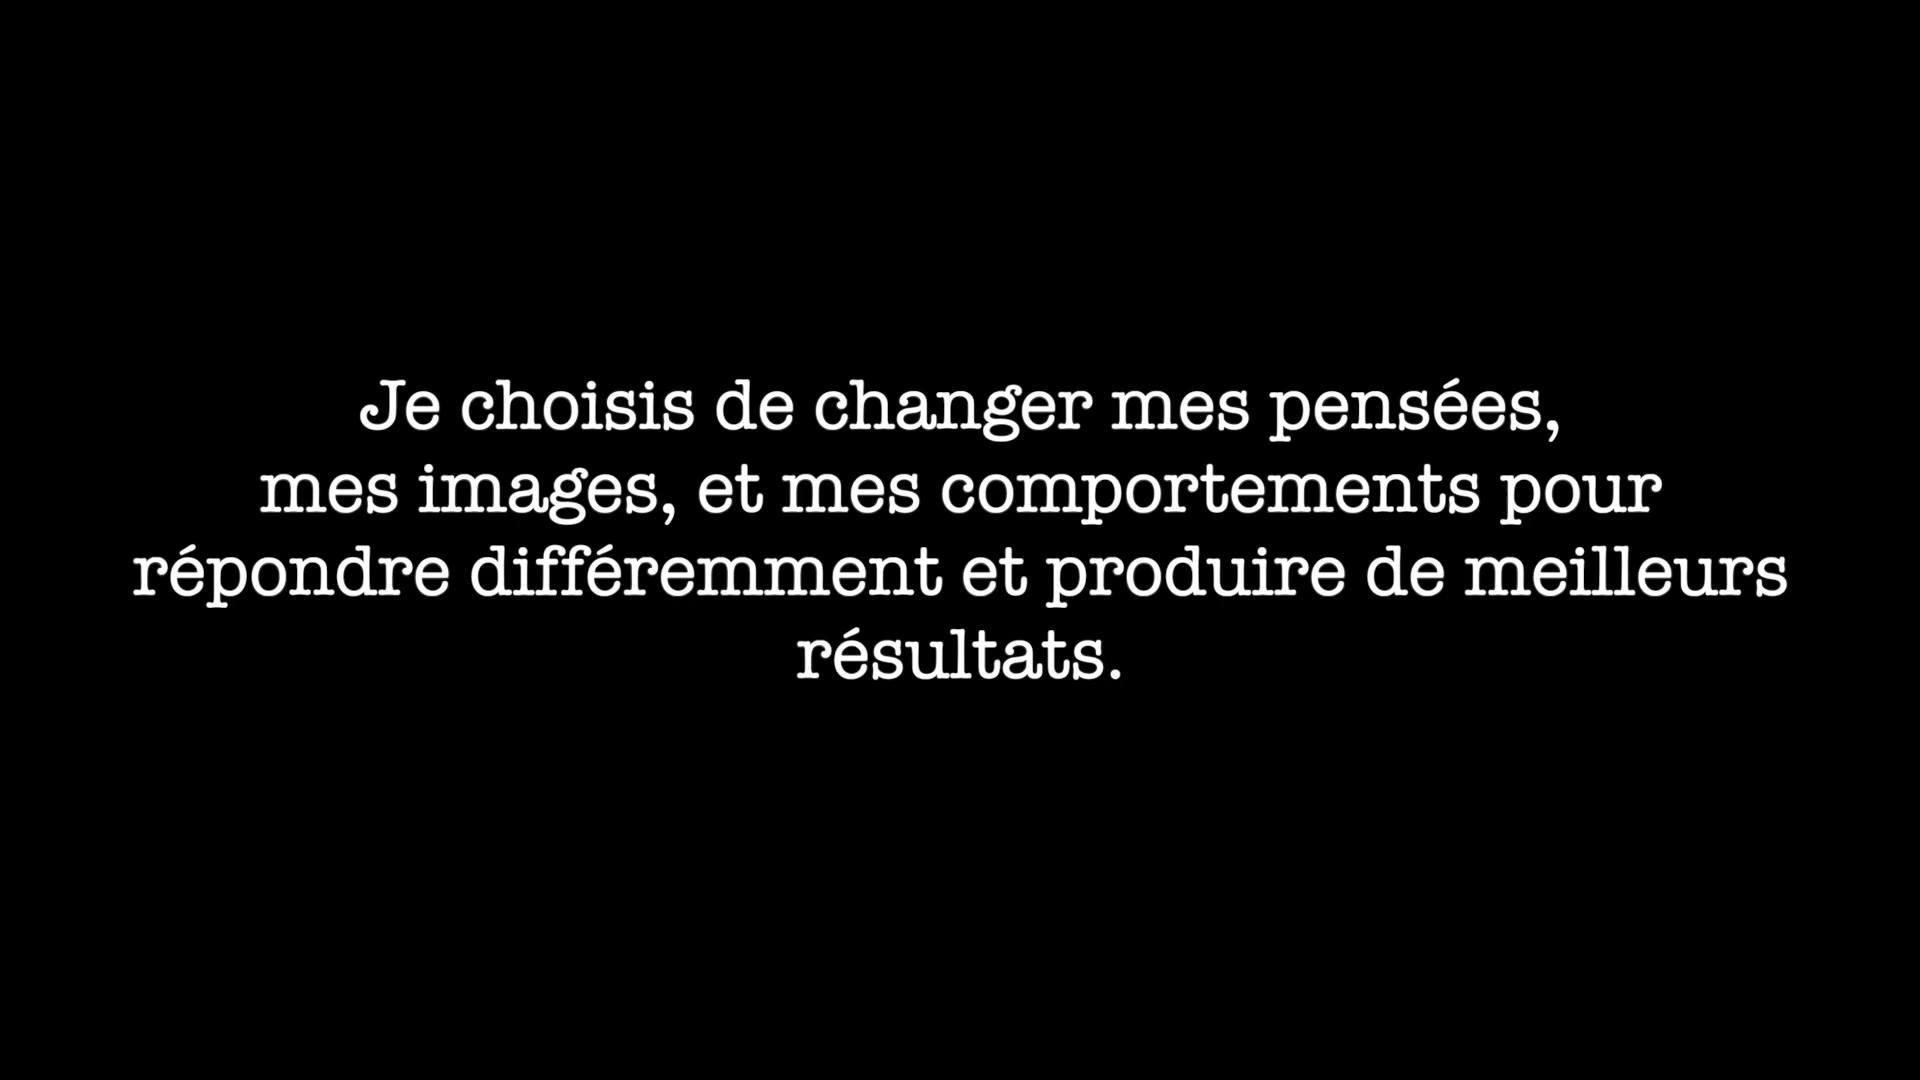 Je choisis de changer mes pensées,
mes images, et mes comportements pour
répondre différemment et produire de meilleurs
résultats.